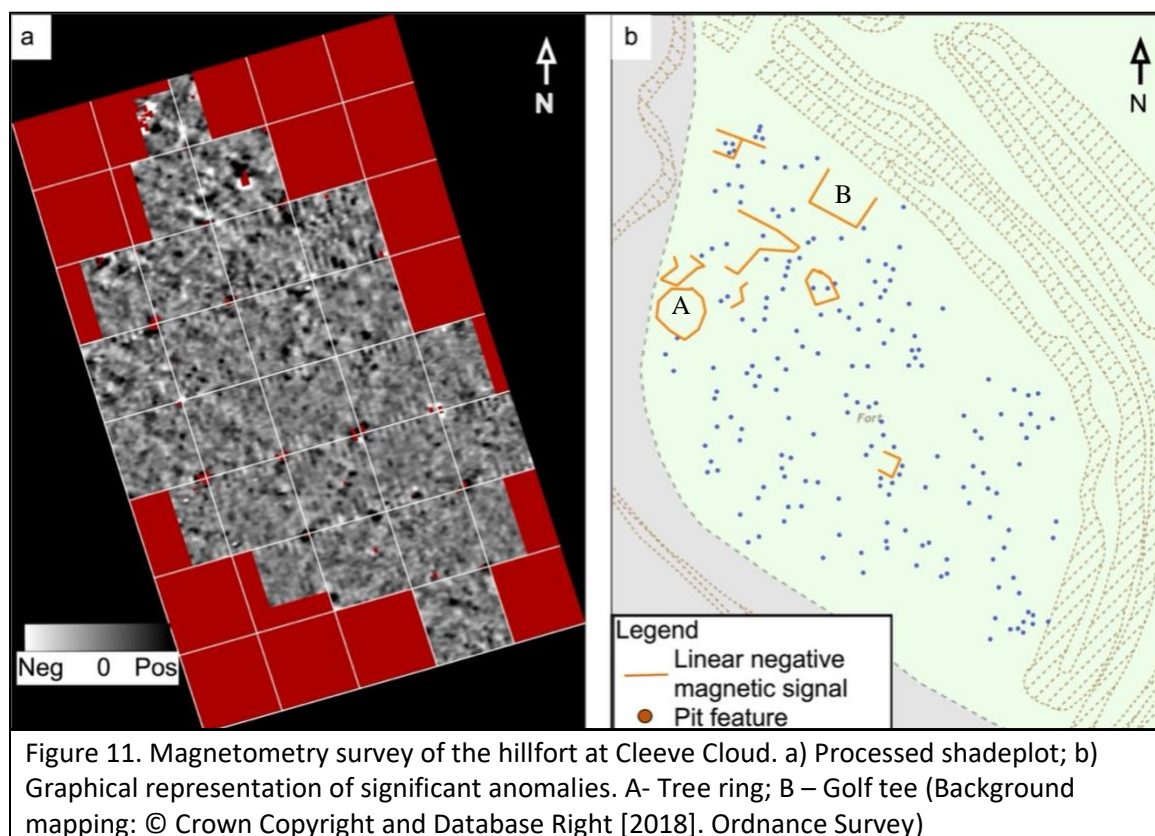 a
N
Neg 0 Pos
b
N
B
A
Fort
Legend
Linear negative
magnetic signal
Pit feature
Figure 11. Magnetometry survey of the hillfort at Cleeve Cloud. a) Processed shadeplot; b)
Graphical representation of significant anomalies. A- Tree ring; B – Golf tee (Background
mapping: © Crown Copyright and Database Right [2018]. Ordnance Survey)